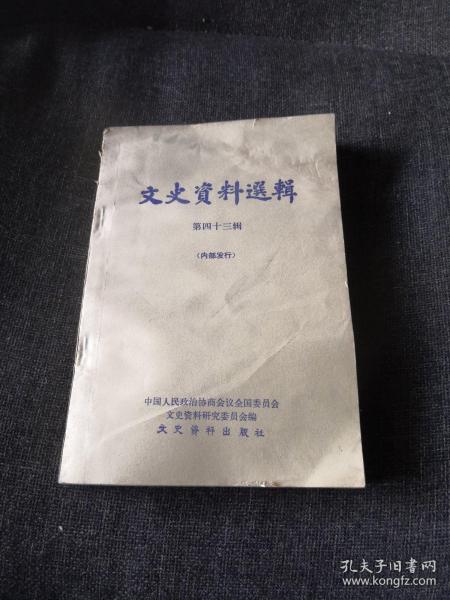 文史資料選輯
第四十三辑
（内部发行）
中国人民政治协商会议全国委员会
文史资料研究委员会编
文史资料出版社
孔夫子旧书网
www.kongfz.com